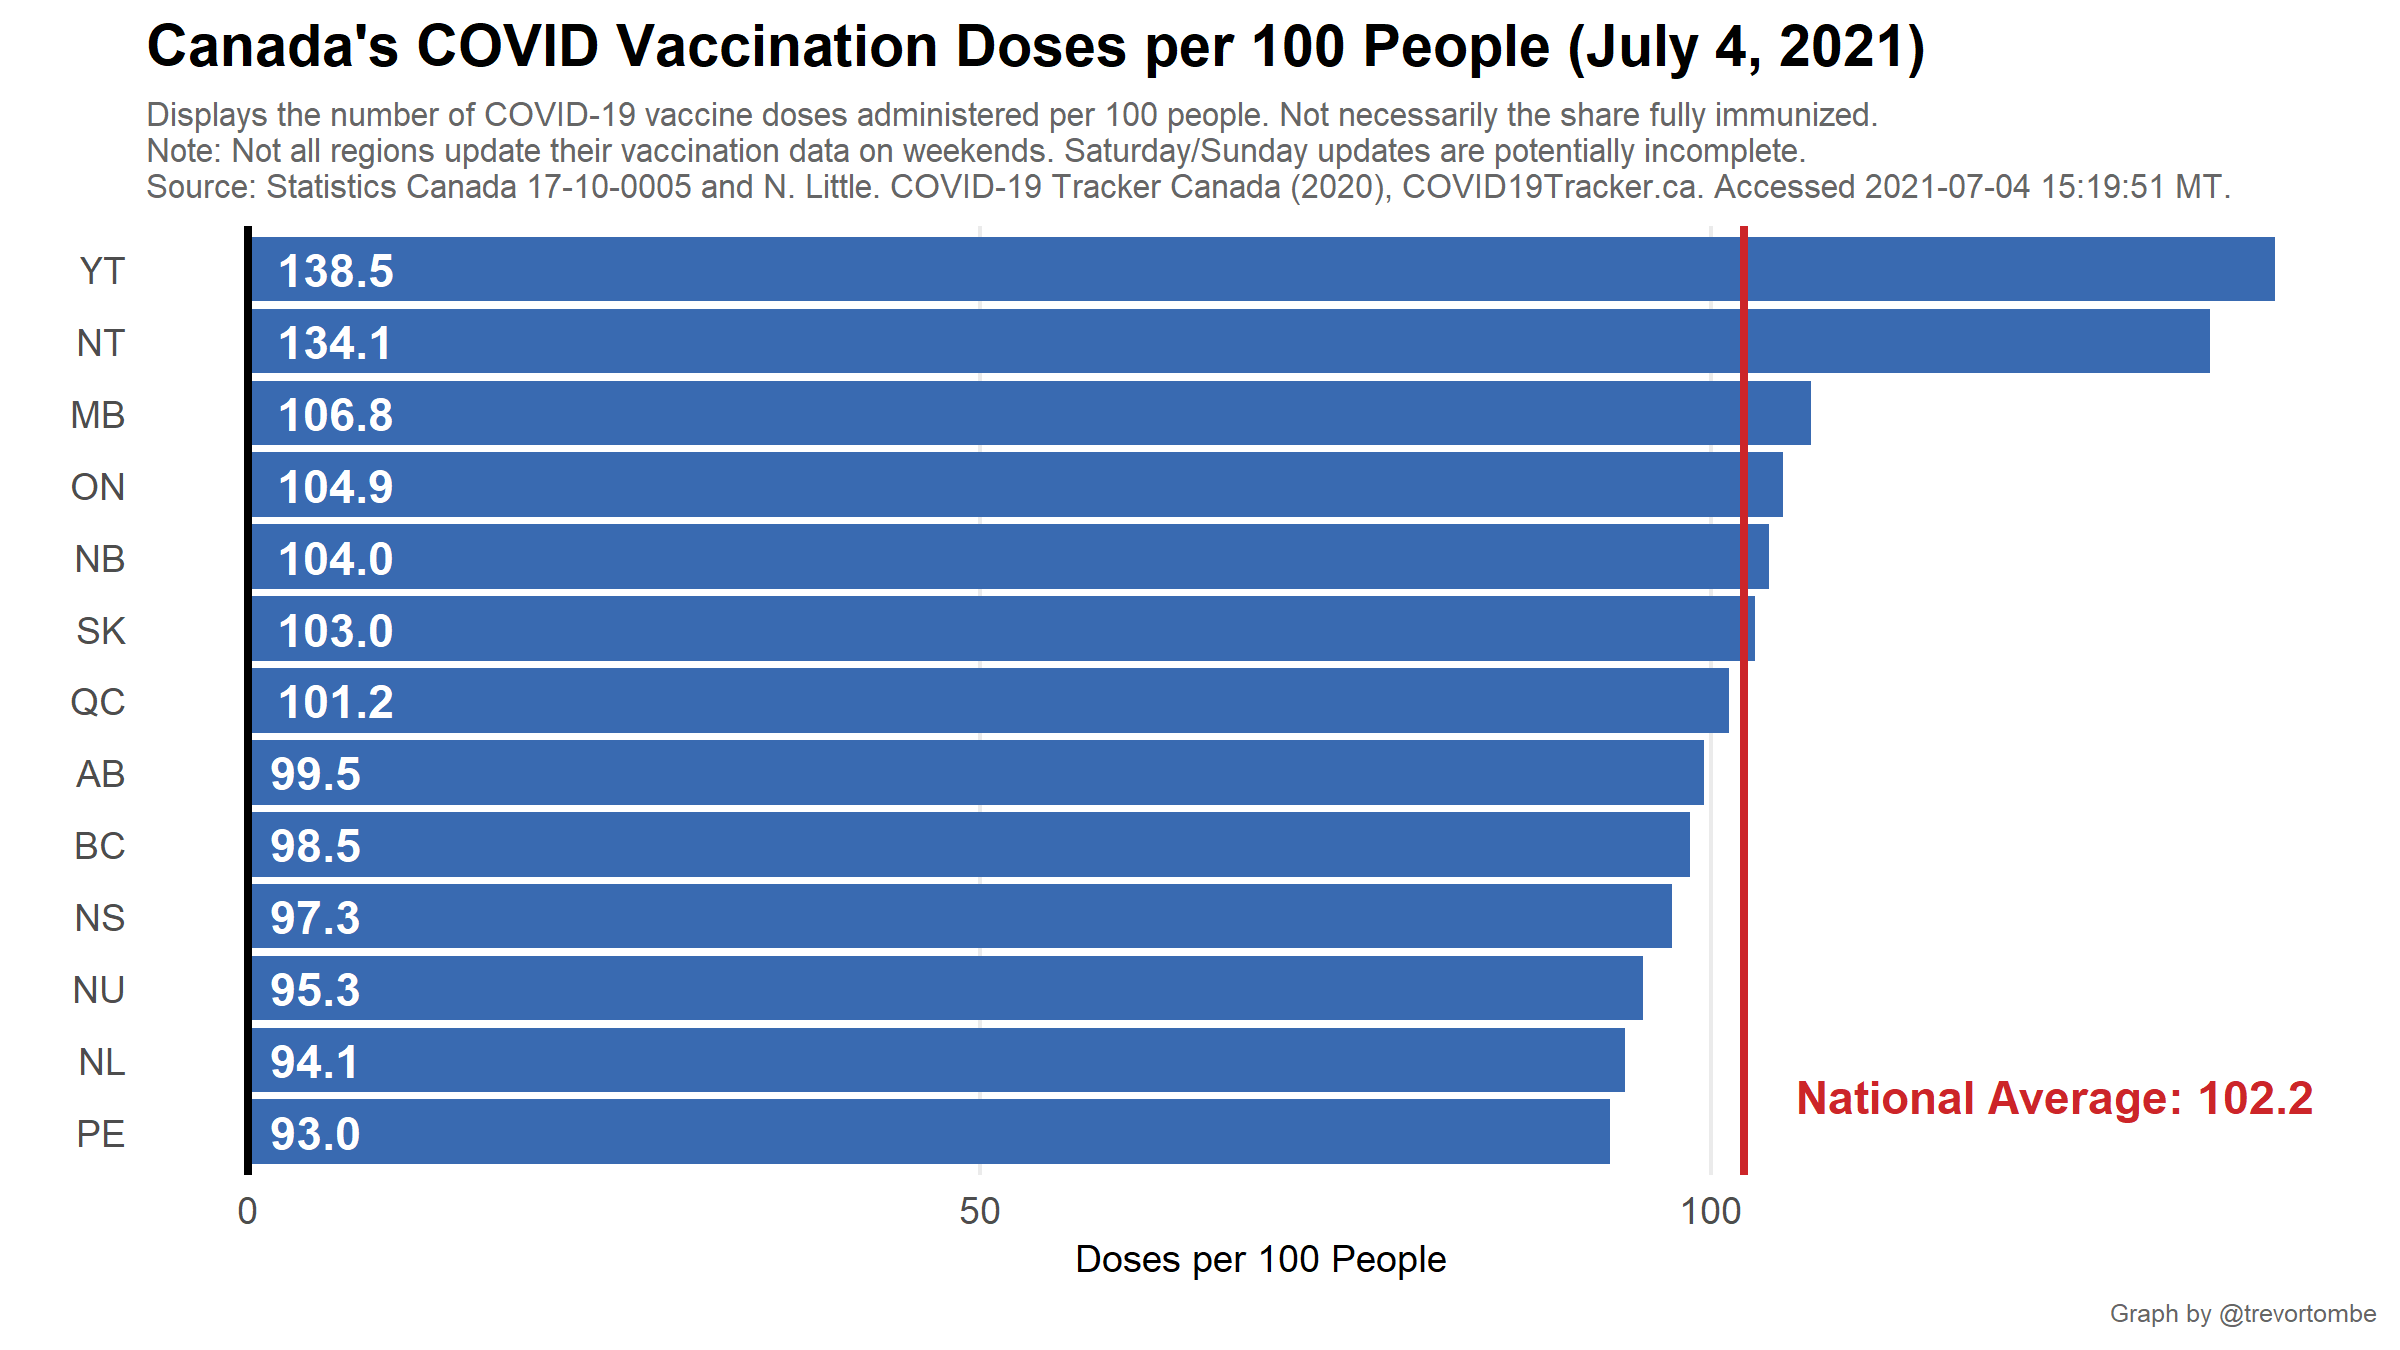 Canada's COVID Vaccination Doses per 100 People (July 4, 2021)
Displays the number of COVID-19 vaccine doses administered per 100 people. Not necessarily the share fully immunized.
Note: Not all regions update their vaccination data on weekends. Saturday/Sunday updates are potentially incomplete.
Source: Statistics Canada 17-10-0005 and N. Little. COVID-19 Tracker Canada (2020), COVID19Tracker.ca. Accessed 2021-07-04 15:19:51 MT.
YT 138.5
NT 134.1
MB 106.8
ON 104.9
NB 104.0
SK 103.0
QC 101.2
AB 99.5
BC 98.5
NS 97.3
NU 95.3
NL 94.1
National Average: 102.2
PE 93.0
0 50 100
Doses per 100 People
Graph by @trevortombe